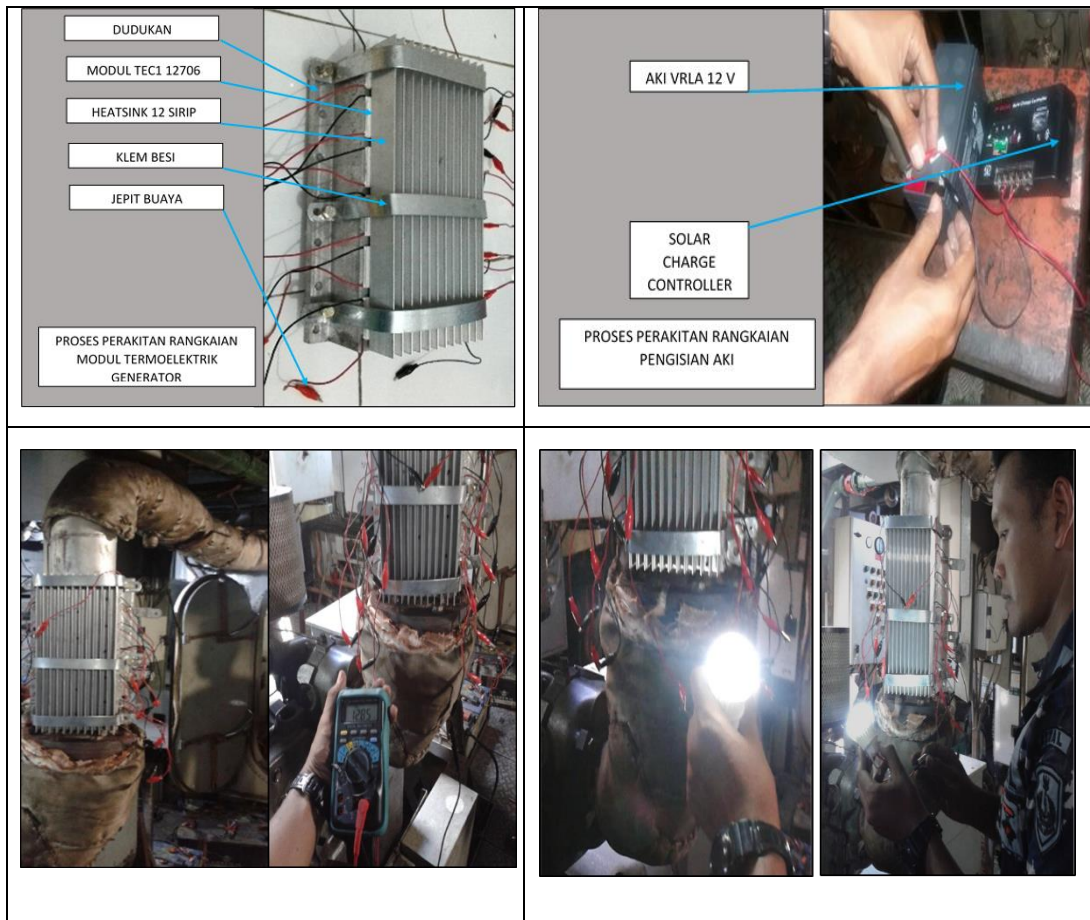 DUDUKAN
MODUL TEC1 12706
HEATSINK 12 SIRIP
KLEM BESI
JEPIT BUAYA
PROSES PERAKITAN RANGKAIAN
MODUL TERMOELEKTRIK
GENERATOR
AKI VRLA 12 V
SOLAR
CHARGE
CONTROLLER
PROSES PERAKITAN RANGKAIAN
PENGISIAN AKI